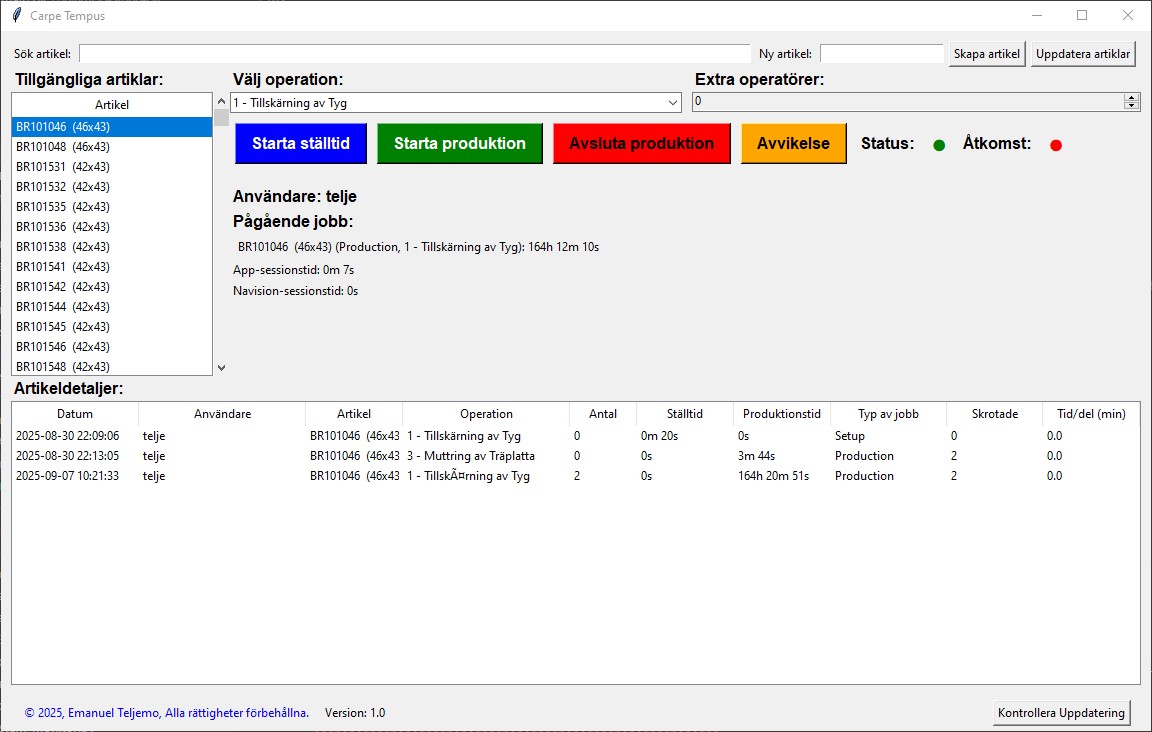 Carpe Tempus
Sök artikel: Ny artikel: Skapa artikel Uppdatera artiklar
Tillgängliga artiklar: Välj operation: Extra operatörer:
Artikel 1 - Tillskärning av Tyg 0
BR101046 (46x43)
BR101048 (46x43)
BR101531 (42x43)
BR101532 (42x43)
BR101535 (42x43)
BR101536 (42x43)
BR101538 (42x43)
BR101541 (42x43)
BR101542 (42x43)
BR101544 (42x43)
BR101545 (42x43)
BR101546 (42x43)
BR101548 (42x43)
Starta ställtid Starta produktion Avsluta produktion Avvikelse Status: Åtkomst:
Användare: telje
Pågående jobb:
BR101046 (46x43) (Production, 1 - Tillskärning av Tyg): 164h 12m 10s
App-sessionstid: 0m 7s
Navision-sessionstid: 0s
Artikeldetaljer:
Datum Användare Artikel Operation Antal Ställtid Produktionstid Typ av jobb Skrotade Tid/del (min)
2025-08-30 22:09:06 telje BR101046 (46x43 1 - Tillskärning av Tyg 0 0m 20s 0s Setup 0 0.0
2025-08-30 22:13:05 telje BR101046 (46x43 3 - Muttring av Träplatta 0 0s 3m 44s Production 2 0.0
2025-09-07 10:21:33 telje BR101046 (46x43 1 - TillskÃ¤rning av Tyg 2 0s 164h 20m 51s Production 2 0.0
© 2025, Emanuel Teljemo, Alla rättigheter förbehållna. Version: 1.0 Kontrollera Uppdatering